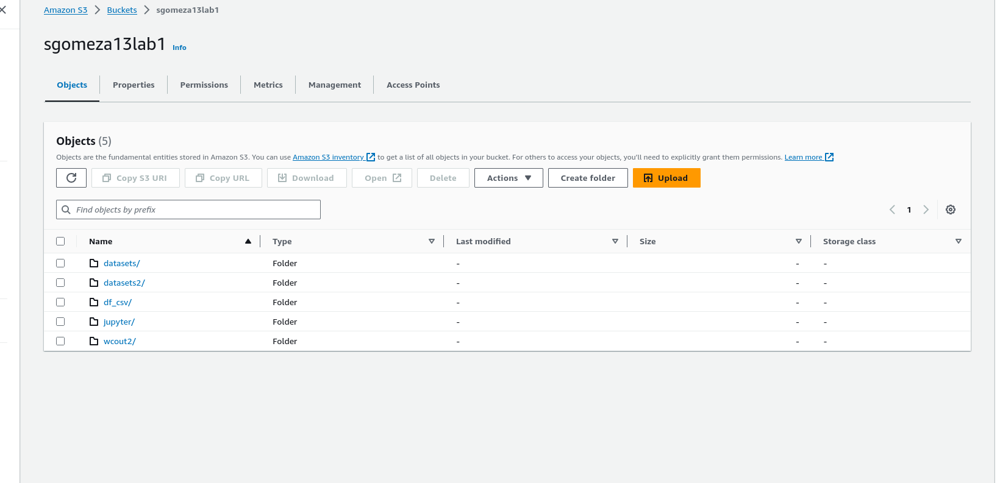 Amazon S3 > Buckets > sgomeza13lab1
sgomeza13lab1 Info
Objects Properties Permissions Metrics Management Access Points
Objects (5)
Objects are the fundamental entities stored in Amazon S3. You can use Amazon S3 inventory to get a list of all objects in your bucket. For others to access your objects, you'll need to explicitly grant them permissions. Learn more
Copy S3 URI Copy URL Download Open Delete Actions Create folder Upload
Find objects by prefix 1
Name Type Last modified Size Storage class
datasets/ Folder - - -
datasets2/ Folder - - -
df_csv/ Folder - - -
jupyter/ Folder - - -
wcout2/ Folder - - -